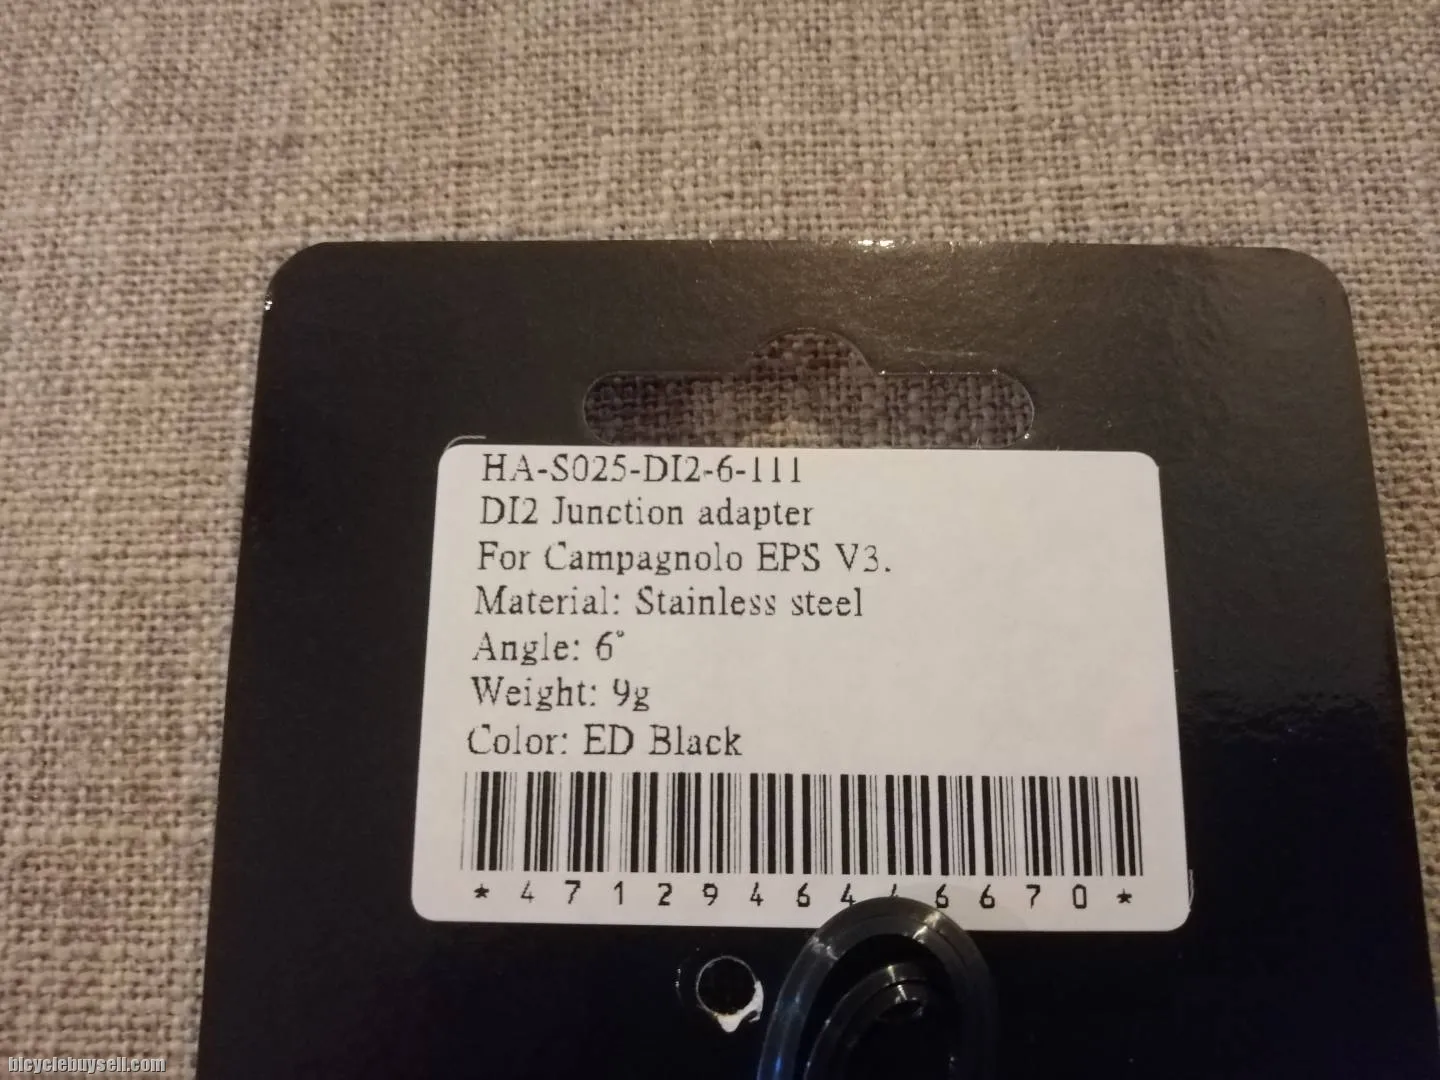 HA-S025-DI2-6-111
DI2 Junction adapter
For Campagnolo EPS V3.
Material: Stainless steel
Angle: 6°
Weight: 9g
Color: ED Black
*4712946446670*
bicyclebuysell.com